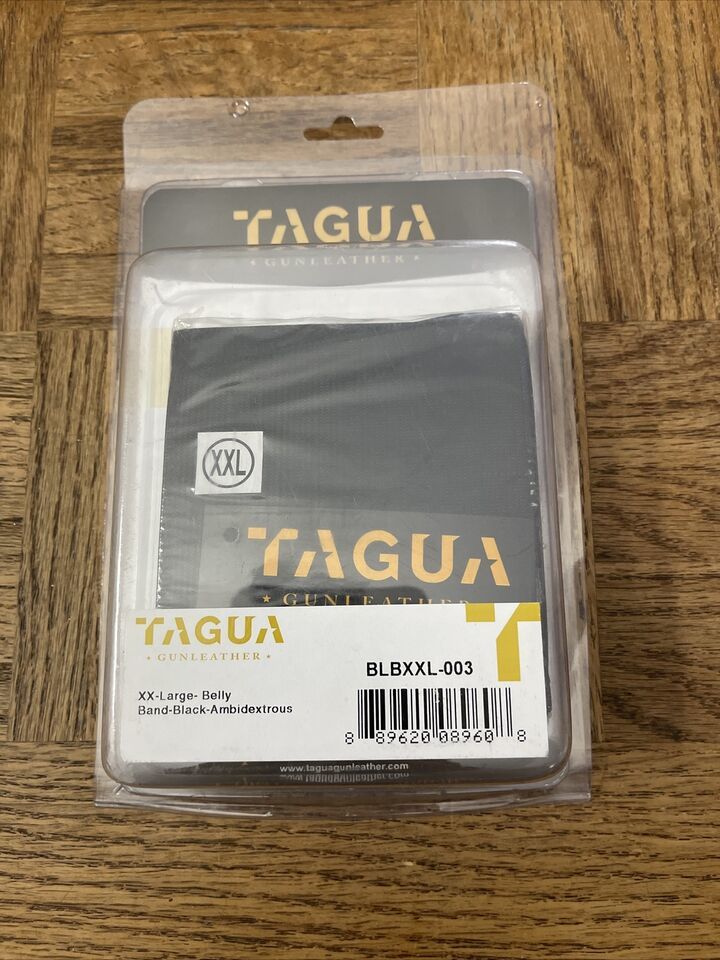 TAGUA
★ GUNLEATHER ★
XXL
TAGUA
★ GUNLEATHER
TAGUA
★ GUNLEATHER ★
BLBXXL-003
XX-Large- Belly
Band-Black-Ambidextrous
8 89620 08960 8
www.taguagunleather.com